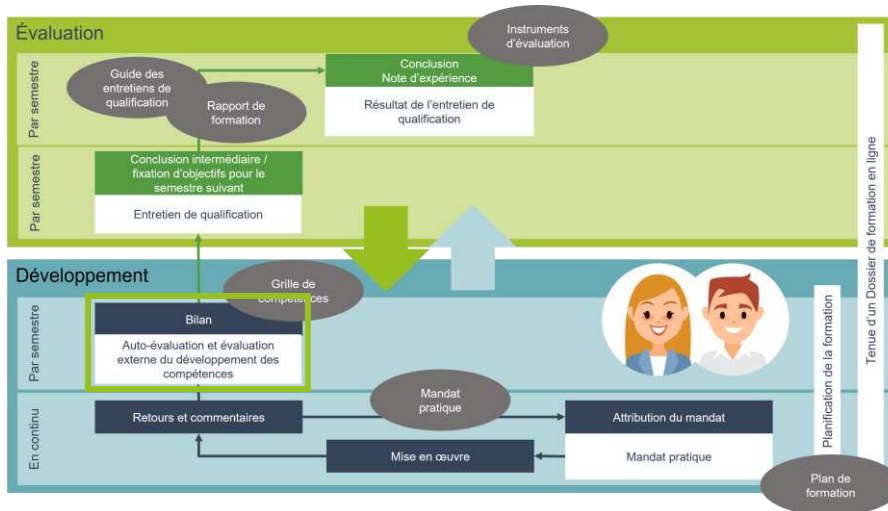 Évaluation
Instruments
d'évaluation
Par semestre
Guide des
entretiens de
qualification
Rapport de
formation
Conclusion
Note d'expérience
Résultat de l'entretien de
qualification
Par semestre
Conclusion intermédiaire /
fixation d'objectifs pour le
semestre suivant
Entretien de qualification
Développement
Grille de
compétences
Par semestre
Bilan
Auto-évaluation et évaluation
externe du développement des
compétences
En continu
Retours et commentaires
Mandat
pratique
Attribution du mandat
Mandat pratique
Mise en œuvre
Planification de la formation
Tenue d'un Dossier de formation en ligne
Plan de
formation